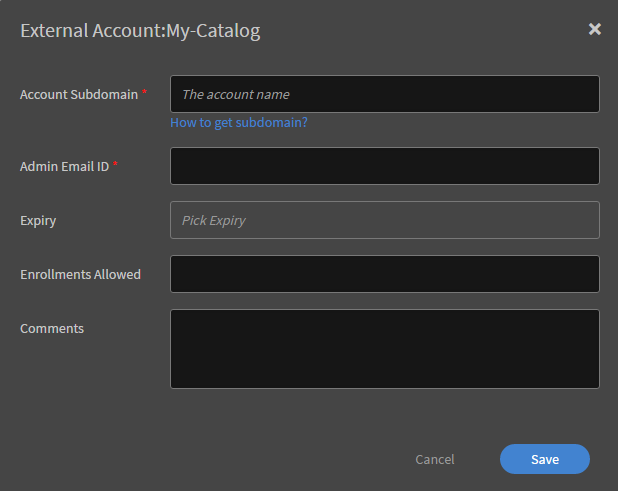 External Account:My-Catalog
Account Subdomain *
The account name
How to get subdomain?
Admin Email ID *
Expiry
Pick Expiry
Enrollments Allowed
Comments
Cancel
Save